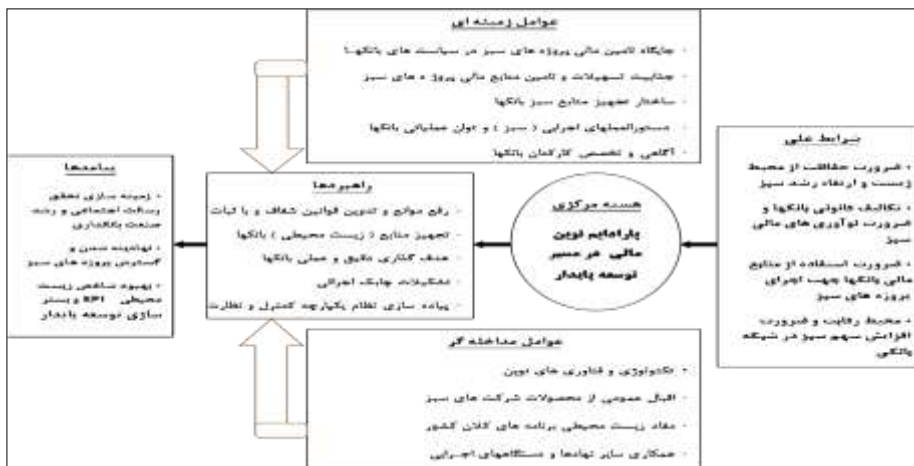 عوامل زمینه ای
- جایگاه تامین مالی پروژه های سبز در سیاست های بانکها
- جذابیت تسهیلات و تامین منابع مالی پروژه های سبز
- ساختار تجهیز منابع سبز بانکها
- دستورالعملهای اجرایی ( سبز ) و توان عملیاتی بانکها
- آگاهی و تخصص کارکنان بانکها
شرایط علی
• ضرورت حفاظت از محیط
زیست و ارتقاء رشد سبز
• تکالیف قانونی بانکها و
ضرورت نوآوری های مالی
سبز
• ضرورت استفاده از منابع
مالی بانکها جهت اجرای
پروژه های سبز
• محیط رقابت و ضرورت
افزایش سهم سبز در شبکه
بانکی
هسته مرکزی
پارادایم نوین
مالی در مسیر
توسعه پایدار
راهبردها
- رفع موانع و تدوین قوانین شفاف و با ثبات
- تجهیز منابع ( زیست محیطی ) بانکها
- هدف گذاری دقیق و عملی بانکها
- تشکیلات چابک اجرائی
- پیاده سازی نظام یکپارچه کنترل و نظارت
پیامدها
• زمینه سازی تحقق
رسالت اجتماعی و رشد
صنعت بانکداری
• نهادینه شدن و
گسترش پروژه های سبز
• بهبود شاخص زیست
محیطی EPI و بستر
سازی توسعه پایدار
عوامل مداخله گر
• تکنولوژی و فناوری های نوین
• اقبال عمومی از محصولات شرکت های سبز
• مفاد زیست محیطی برنامه های کلان کشور
• همکاری سایر نهادها و دستگاههای اجرایی